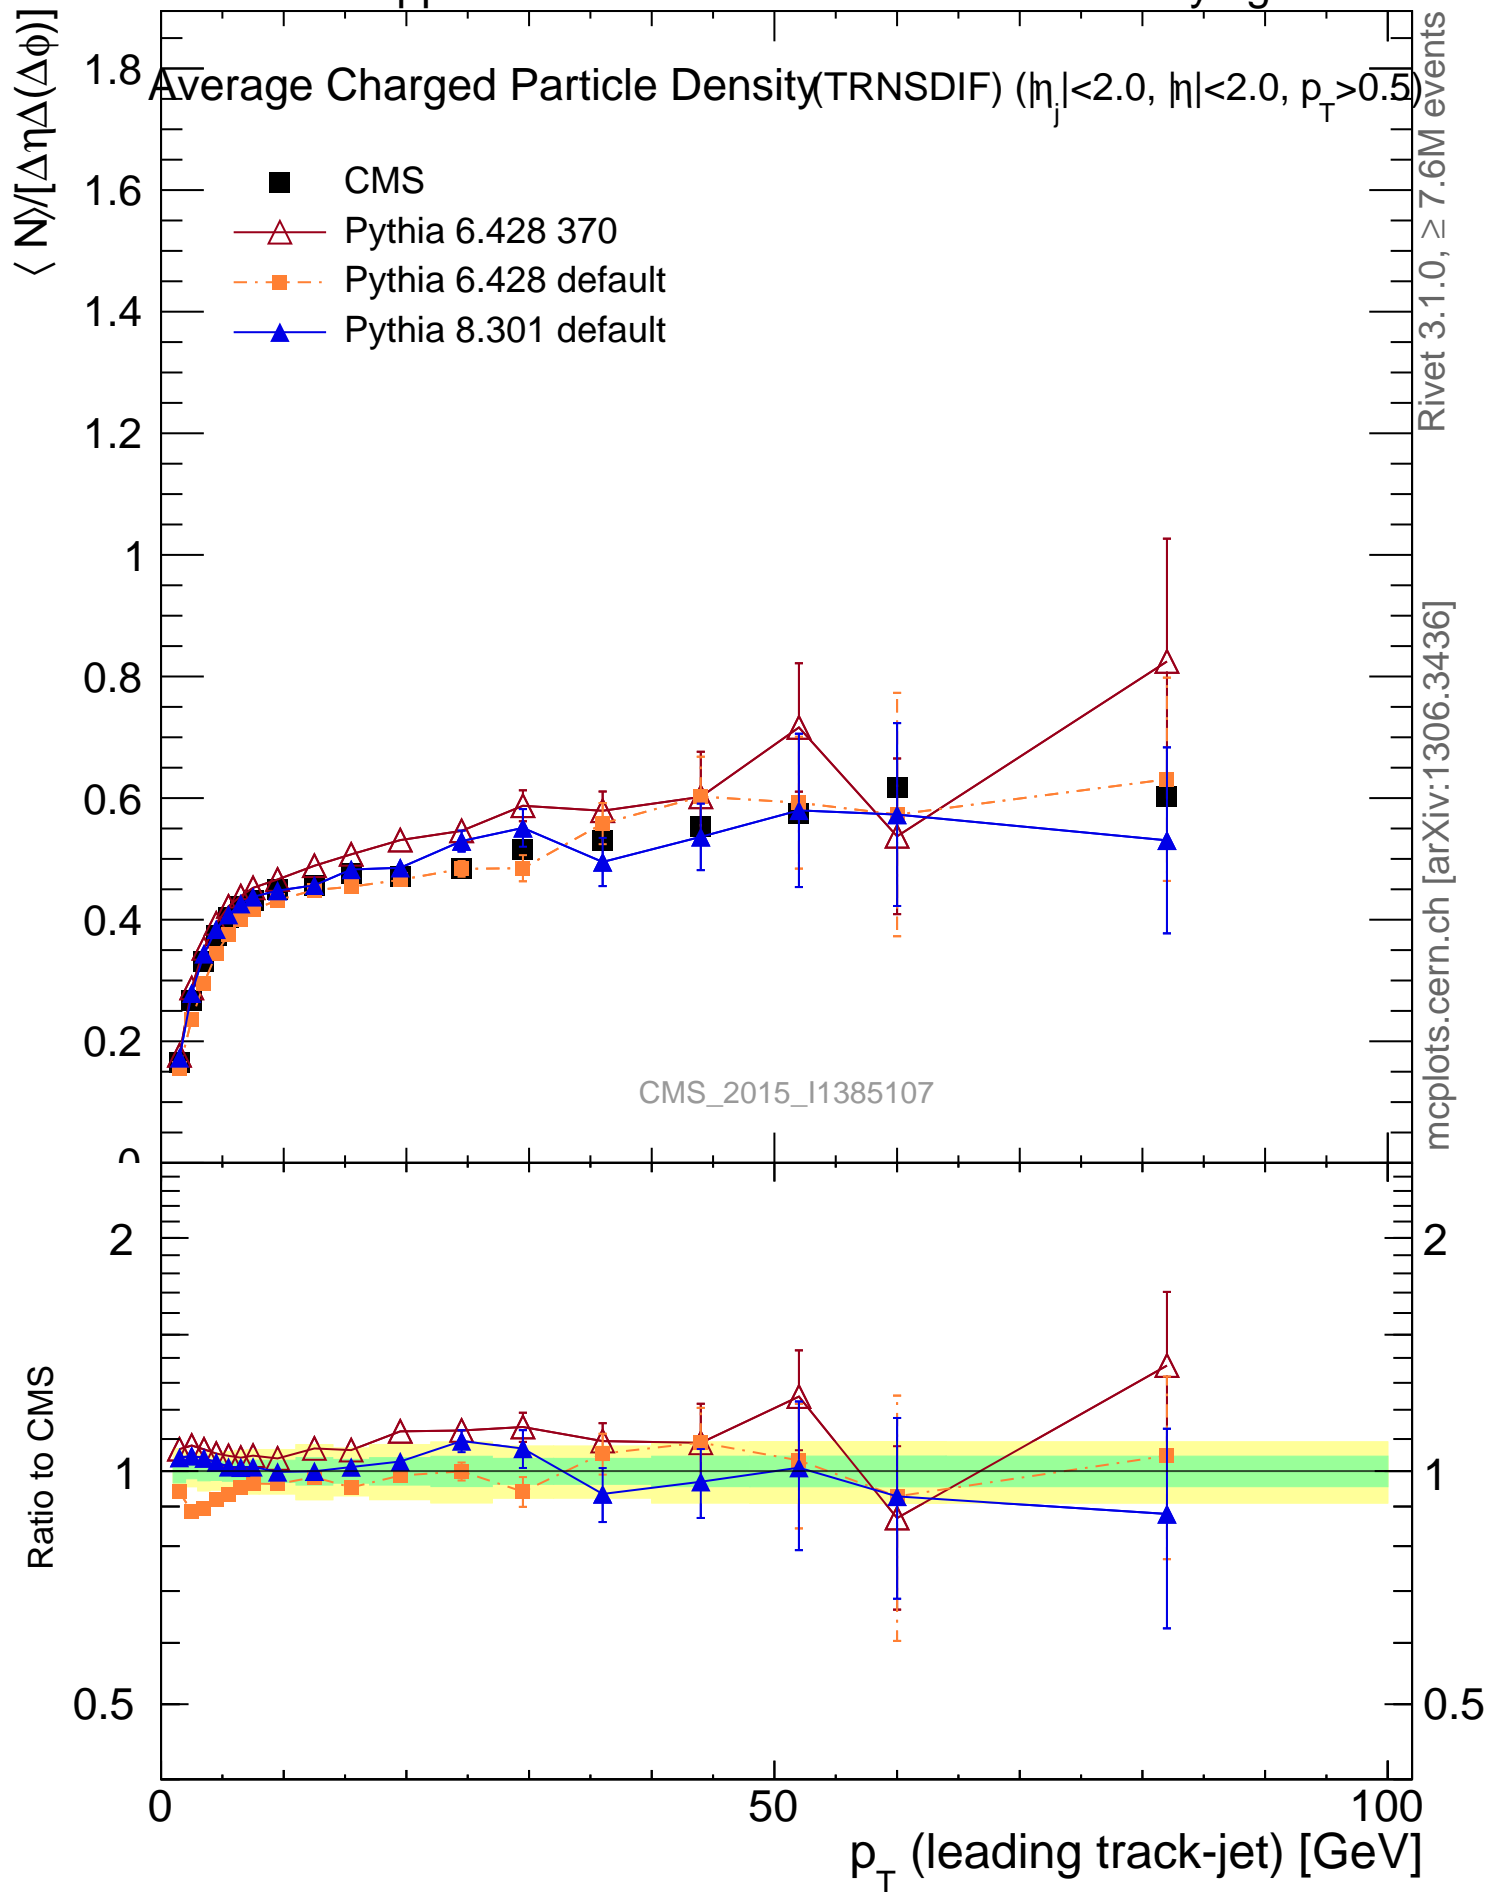 ⟨ N⟩/[ΔηΔ(Δϕ)]
Average Charged Particle Density (TRNSDIF) (|η_j|<2.0, |η|<2.0, p_T>0.5)
CMS
Pythia 6.428 370
Pythia 6.428 default
Pythia 8.301 default
1.8
1.6
1.4
1.2
1
0.8
0.6
0.4
0.2
0
CMS_2015_I1385107
Rivet 3.1.0, ≥ 7.6M events
mcplots.cern.ch [arXiv:1306.3436]
Ratio to CMS
2
1
0.5
2
1
0.5
0
50
100
p_T (leading track-jet) [GeV]